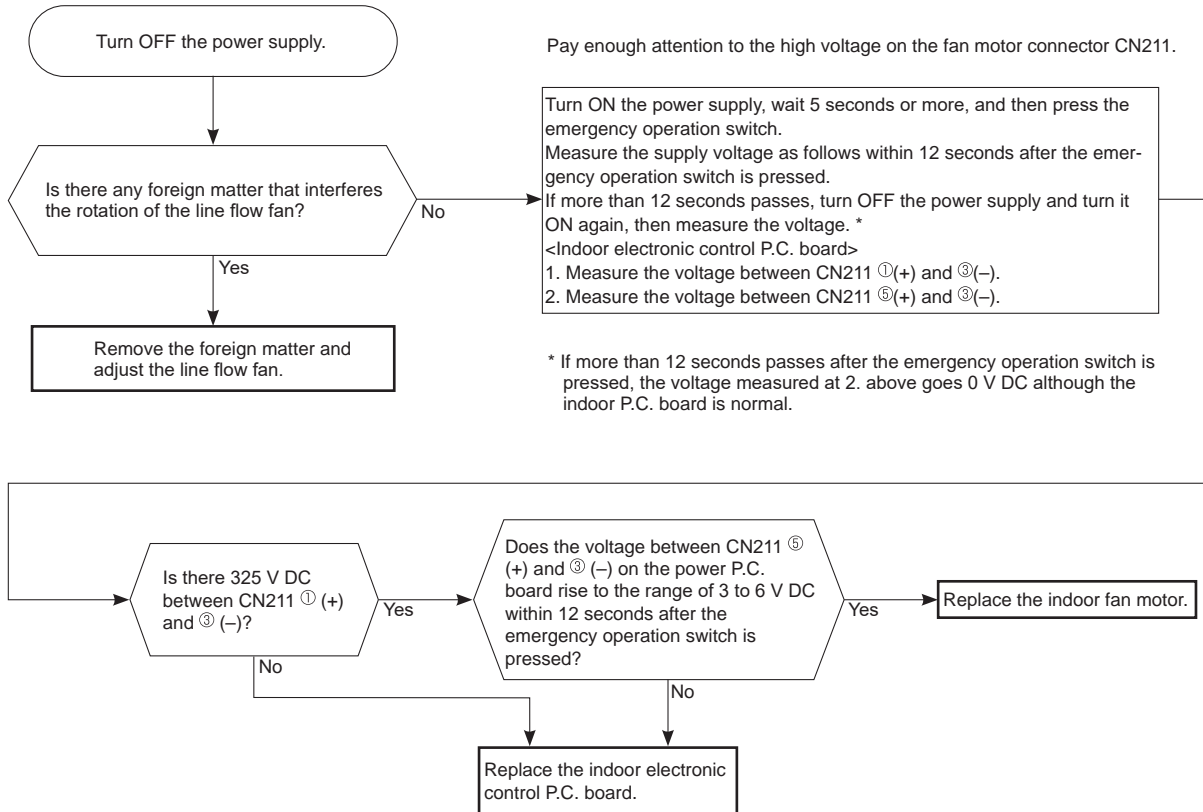 Turn OFF the power supply.
Pay enough attention to the high voltage on the fan motor connector CN211.
Is there any foreign matter that interferes
the rotation of the line flow fan?
No
Yes
Remove the foreign matter and
adjust the line flow fan.
Turn ON the power supply, wait 5 seconds or more, and then press the
emergency operation switch.
Measure the supply voltage as follows within 12 seconds after the emer-
gency operation switch is pressed.
If more than 12 seconds passes, turn OFF the power supply and turn it
ON again, then measure the voltage. *
<Indoor electronic control P.C. board>
1. Measure the voltage between CN211 ①(+) and ③(–).
2. Measure the voltage between CN211 ⑤(+) and ③(–).
* If more than 12 seconds passes after the emergency operation switch is
pressed, the voltage measured at 2. above goes 0 V DC although the
indoor P.C. board is normal.
Is there 325 V DC
between CN211 ① (+)
and ③ (–)?
Yes
No
Does the voltage between CN211 ⑤
(+) and ③ (–) on the power P.C.
board rise to the range of 3 to 6 V DC
within 12 seconds after the
emergency operation switch is
pressed?
Yes
No
Replace the indoor fan motor.
Replace the indoor electronic
control P.C. board.